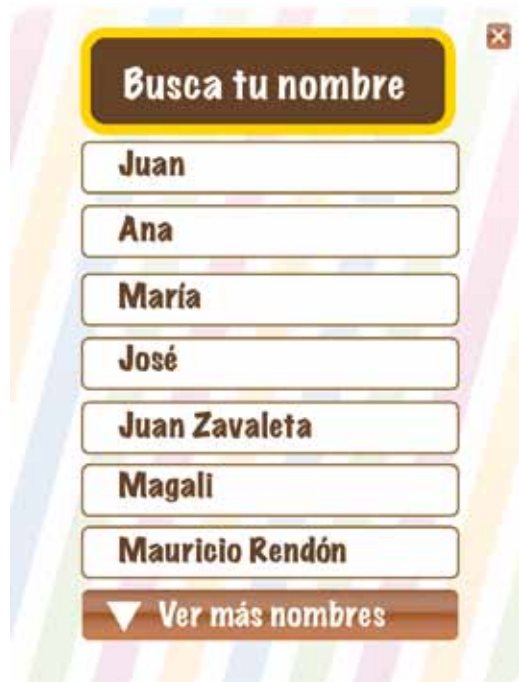 Busca tu nombre
Juan
Ana
María
José
Juan Zavaleta
Magali
Mauricio Rendón
Ver más nombres